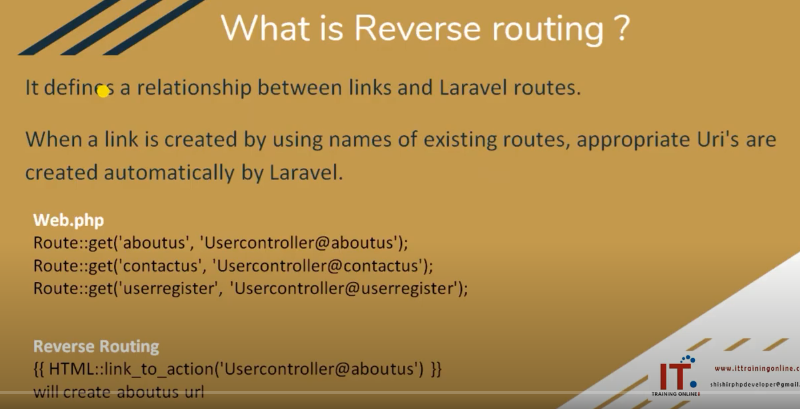 What is Reverse routing ?
It defines a relationship between links and Laravel routes.
When a link is created by using names of existing routes, appropriate Uri's are
created automatically by Laravel.
Web.php
Route::get('aboutus', 'Usercontroller@aboutus');
Route::get('contactus', 'Usercontroller@contactus');
Route::get('userregister', 'Usercontroller@userregister');
Reverse Routing
{{ HTML::link_to_action('Usercontroller@aboutus') }}
will create aboutus url
IT.
TRAINING ONLINES
www.ittrainingonline.c
shishirphpdeveloper@gmail.